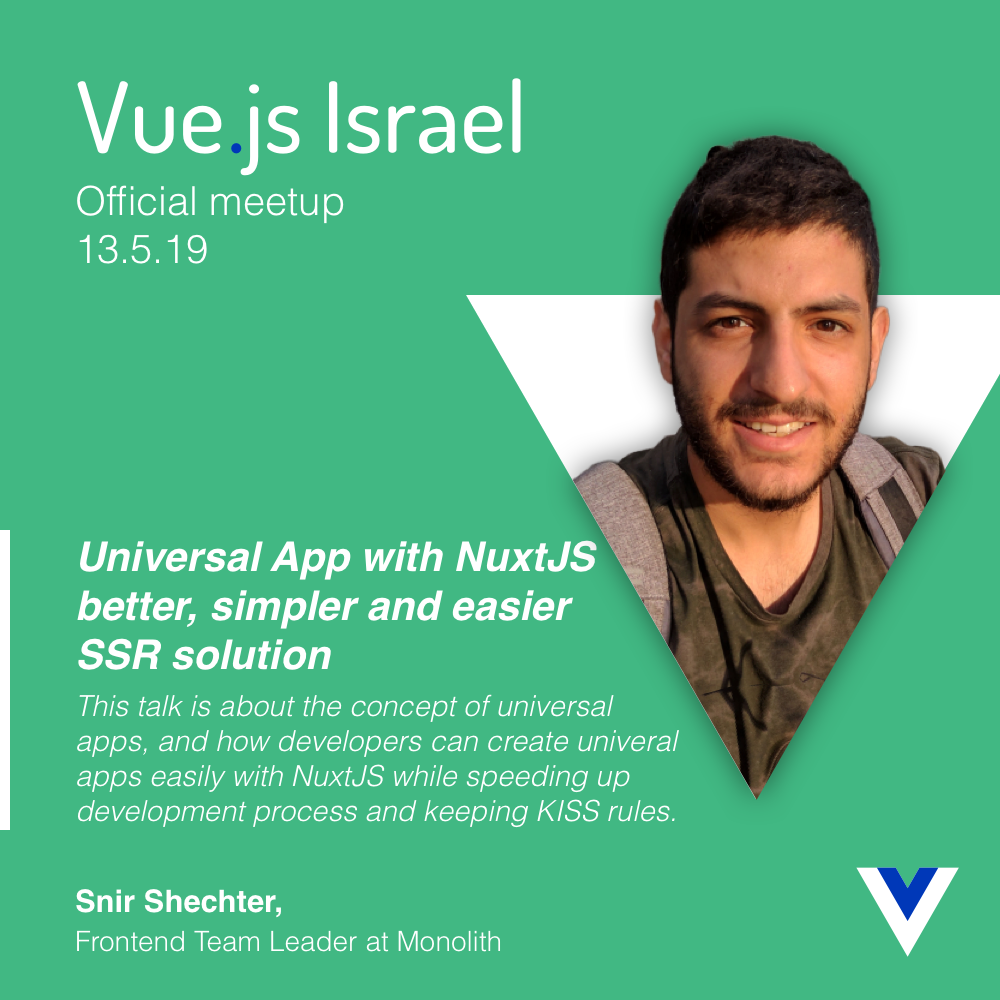 Vue.js Israel
Official meetup
13.5.19
Universal App with NuxtJS
better, simpler and easier
SSR solution
This talk is about the concept of universal
apps, and how developers can create univeral
apps easily with NuxtJS while speeding up
development process and keeping KISS rules.
Snir Shechter,
Frontend Team Leader at Monolith